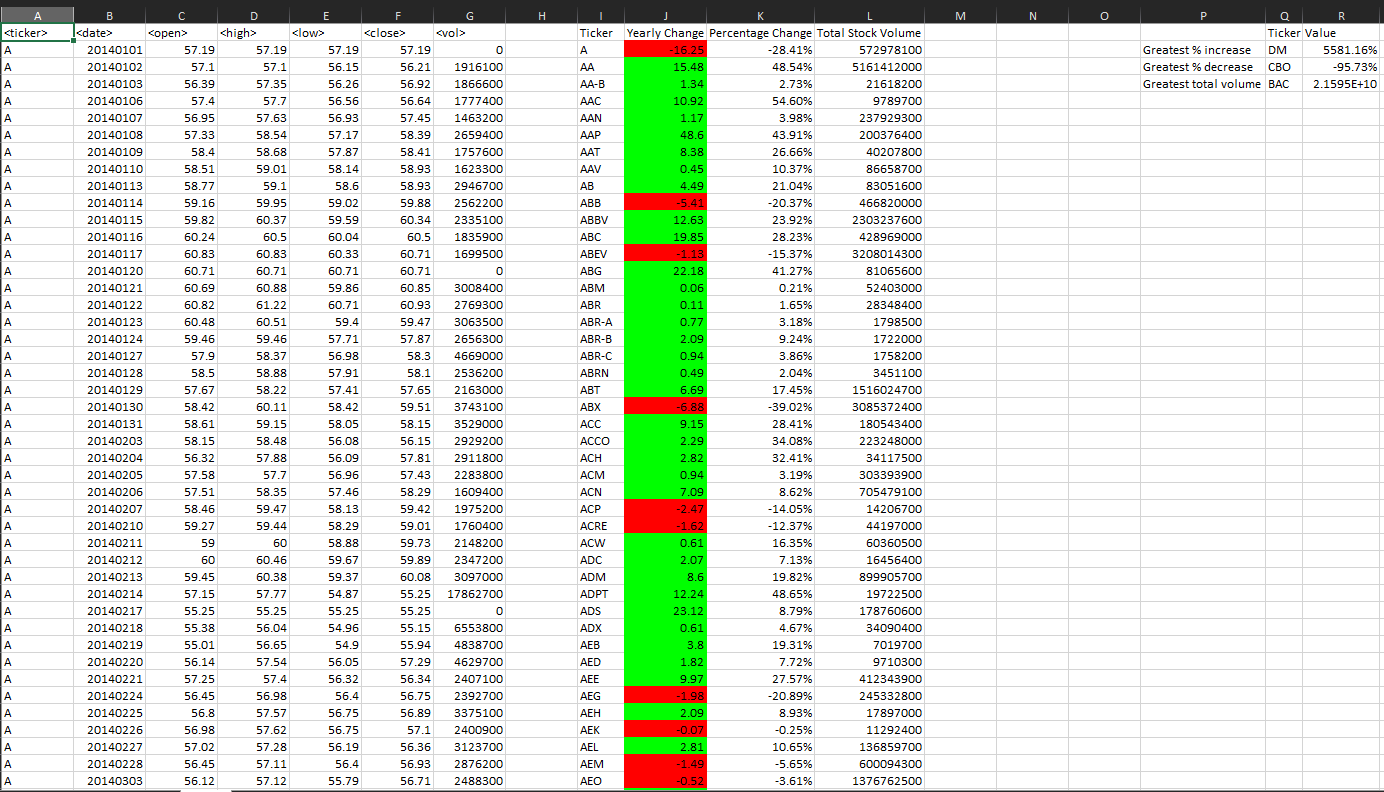 A B C D E F G H I J K L M N O P Q R
<ticker> <date> <open> <high> <low> <close> <vol> Ticker Yearly Change Percentage Change Total Stock Volume Ticker Value
A 20140101 57.19 57.19 57.19 57.19 0 A -16.25 -28.41% 572978100 Greatest % increase DM 5581.16%
A 20140102 57.1 57.1 56.15 56.21 1916100 AA 15.48 48.54% 5161412000 Greatest % decrease CBO -95.73%
A 20140103 56.39 57.35 56.26 56.92 1866600 AA-B 1.34 2.73% 21618200 Greatest total volume BAC 2.1595E+10
A 20140106 57.4 57.7 56.56 56.64 1777400 AAC 10.92 54.60% 9789700
A 20140107 56.95 57.63 56.93 57.45 1463200 AAN 1.17 3.98% 237929300
A 20140108 57.33 58.54 57.17 58.39 2659400 AAP 48.6 43.91% 200376400
A 20140109 58.4 58.68 57.87 58.41 1757600 AAT 8.38 26.66% 40207800
A 20140110 58.51 59.01 58.14 58.93 1623300 AAV 0.45 10.37% 86658700
A 20140113 58.77 59.1 58.6 58.93 2946700 AB 4.49 21.04% 83051600
A 20140114 59.16 59.95 59.02 59.88 2562200 ABB -5.41 -20.37% 466820000
A 20140115 59.82 60.37 59.59 60.34 2335100 ABBV 12.63 23.92% 2303237600
A 20140116 60.24 60.5 60.04 60.5 1835900 ABC 19.85 28.23% 428969000
A 20140117 60.83 60.83 60.33 60.71 1699500 ABEV -1.13 -15.37% 3208014300
A 20140120 60.71 60.71 60.71 60.71 0 ABG 22.18 41.27% 81065600
A 20140121 60.69 60.88 59.86 60.85 3008400 ABM 0.06 0.21% 52403000
A 20140122 60.82 61.22 60.71 60.93 2769300 ABR 0.11 1.65% 28348400
A 20140123 60.48 60.51 59.4 59.47 3063500 ABR-A 0.77 3.18% 1798500
A 20140124 59.46 59.46 57.71 57.87 2656300 ABR-B 2.09 9.24% 1722000
A 20140127 57.9 58.37 56.98 58.3 4669000 ABR-C 0.94 3.86% 1758200
A 20140128 58.5 58.88 57.91 58.1 2536200 ABRN 0.49 2.04% 3451100
A 20140129 57.67 58.22 57.41 57.65 2163000 ABT 6.69 17.45% 1516024700
A 20140130 58.42 60.11 58.42 59.51 3743100 ABX -6.88 -39.02% 3085372400
A 20140131 58.61 59.15 58.05 58.15 3529000 ACC 9.15 28.41% 180543400
A 20140203 58.15 58.48 56.08 56.15 2929200 ACCO 2.29 34.08% 223248000
A 20140204 56.32 57.88 56.09 57.81 2911800 ACH 2.82 32.41% 34117500
A 20140205 57.58 57.7 56.96 57.43 2283800 ACM 0.94 3.19% 303393900
A 20140206 57.51 58.35 57.46 58.29 1609400 ACN 7.09 8.62% 705479100
A 20140207 58.46 59.47 58.13 59.42 1975200 ACP -2.47 -14.05% 14206700
A 20140210 59.27 59.44 58.29 59.01 1760400 ACRE -1.62 -12.37% 44197000
A 20140211 59 60 58.88 59.73 2148200 ACW 0.61 16.35% 60360500
A 20140212 60 60.46 59.67 59.89 2347200 ADC 2.07 7.13% 16456400
A 20140213 59.45 60.38 59.37 60.08 3097000 ADM 8.6 19.82% 899905700
A 20140214 57.15 57.77 54.87 55.25 17862700 ADPT 12.24 48.65% 19722500
A 20140217 55.25 55.25 55.25 55.25 0 ADS 23.12 8.79% 178760600
A 20140218 55.38 56.04 54.96 55.15 6553800 ADX 0.61 4.67% 34090400
A 20140219 55.01 56.65 54.9 55.94 4838700 AEB 3.8 19.31% 7019700
A 20140220 56.14 57.54 56.05 57.29 4629700 AED 1.82 7.72% 9710300
A 20140221 57.25 57.4 56.32 56.34 2407100 AEE 9.97 27.57% 412343900
A 20140224 56.45 56.98 56.4 56.75 2392700 AEG -1.98 -20.89% 245332800
A 20140225 56.8 57.57 56.75 56.89 3375100 AEH 2.09 8.93% 17897000
A 20140226 56.98 57.62 56.75 57.1 2400900 AEK -0.07 -0.25% 11292400
A 20140227 57.02 57.28 56.19 56.36 3123700 AEL 2.81 10.65% 136859700
A 20140228 56.45 57.11 56.4 56.93 2876200 AEM -1.49 -5.65% 600094300
A 20140303 56.12 57.12 55.79 56.71 2488300 AEO -0.52 -3.61% 1376762500